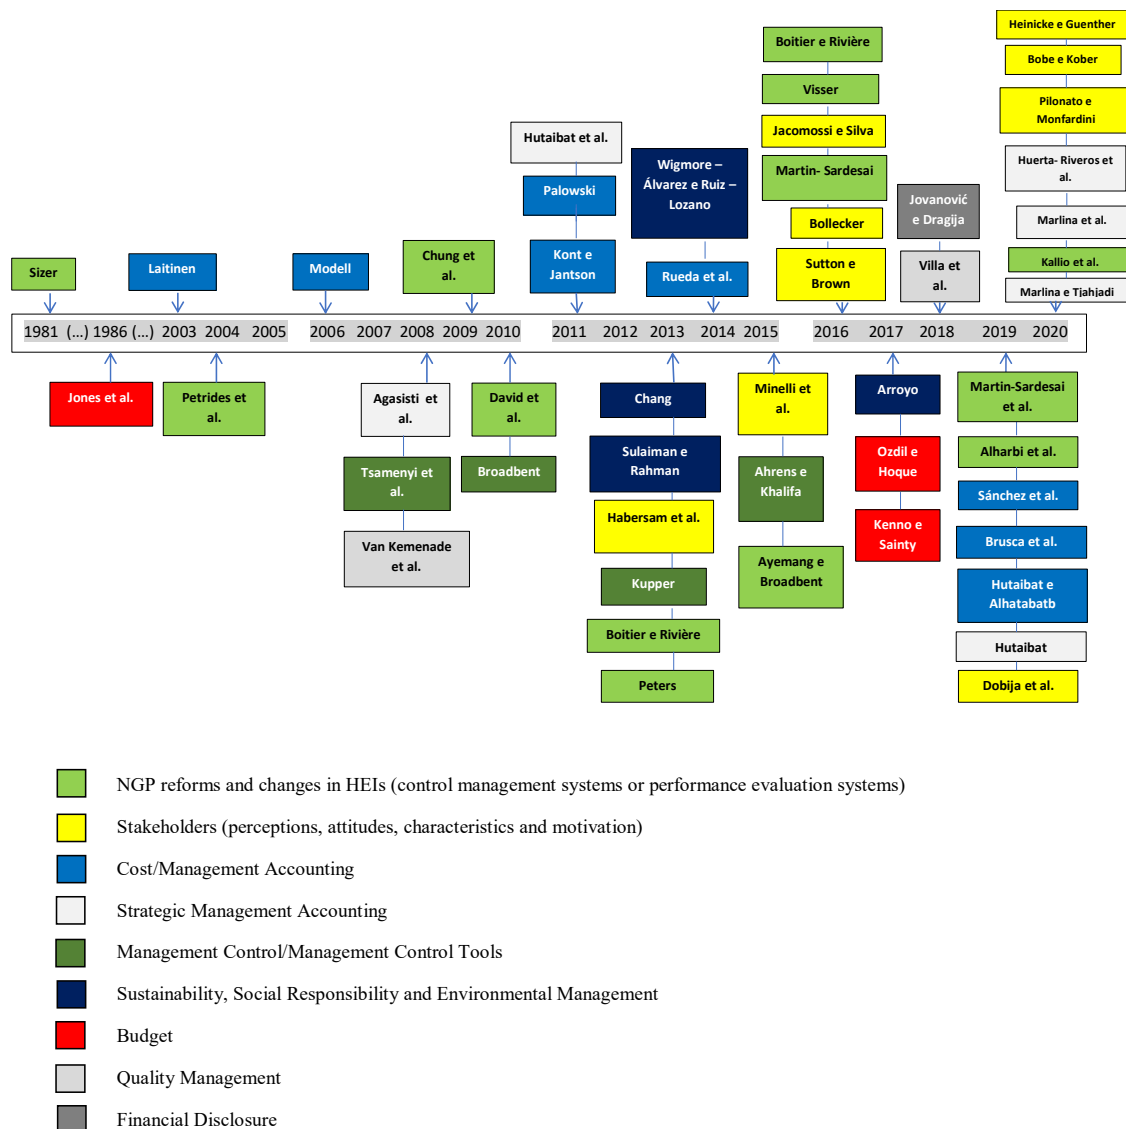 Heinicke e Guenther
Boitier e Rivière
Bobe e Kober
Visser
Pilonato e
Monfardini
Jacomossi e Silva
Hutaibat et al.
Wigmore –
Álvarez e Ruiz –
Lozano
Martin- Sardesai
Huerta- Riveros et
al.
Palowski
Jovanović
e Dragija
Bollecker
Marlina et al.
Chung et
al.
Kont e
Jantson
Sutton e
Brown
Villa et
al.
Kallio et al.
Sizer
Laitinen
Modell
Rueda et al.
Marlina e Tjahjadi
1981 (...) 1986 (...) 2003 2004 2005 2006 2007 2008 2009 2010 2011 2012 2013 2014 2015 2016 2017 2018 2019 2020
Jones et al.
Petrides et
al.
Agasisti et
al.
David et
al.
Chang
Minelli et
al.
Arroyo
Martin-Sardesai
et al.
Tsamenyi et
al.
Broadbent
Sulaiman e
Rahman
Ahrens e
Khalifa
Ozdil e
Hoque
Alharbi et al.
Sánchez et al.
Van Kemenade
et al.
Habersam et al.
Kenno e
Sainty
Brusca et al.
Kupper
Ayemang e
Broadbent
Hutaibat e
Alhatabatb
Boitier e Rivière
Hutaibat
Peters
Dobija et al.
NGP reforms and changes in HEIs (control management systems or performance evaluation systems)
Stakeholders (perceptions, attitudes, characteristics and motivation)
Cost/Management Accounting
Strategic Management Accounting
Management Control/Management Control Tools
Sustainability, Social Responsibility and Environmental Management
Budget
Quality Management
Financial Disclosure